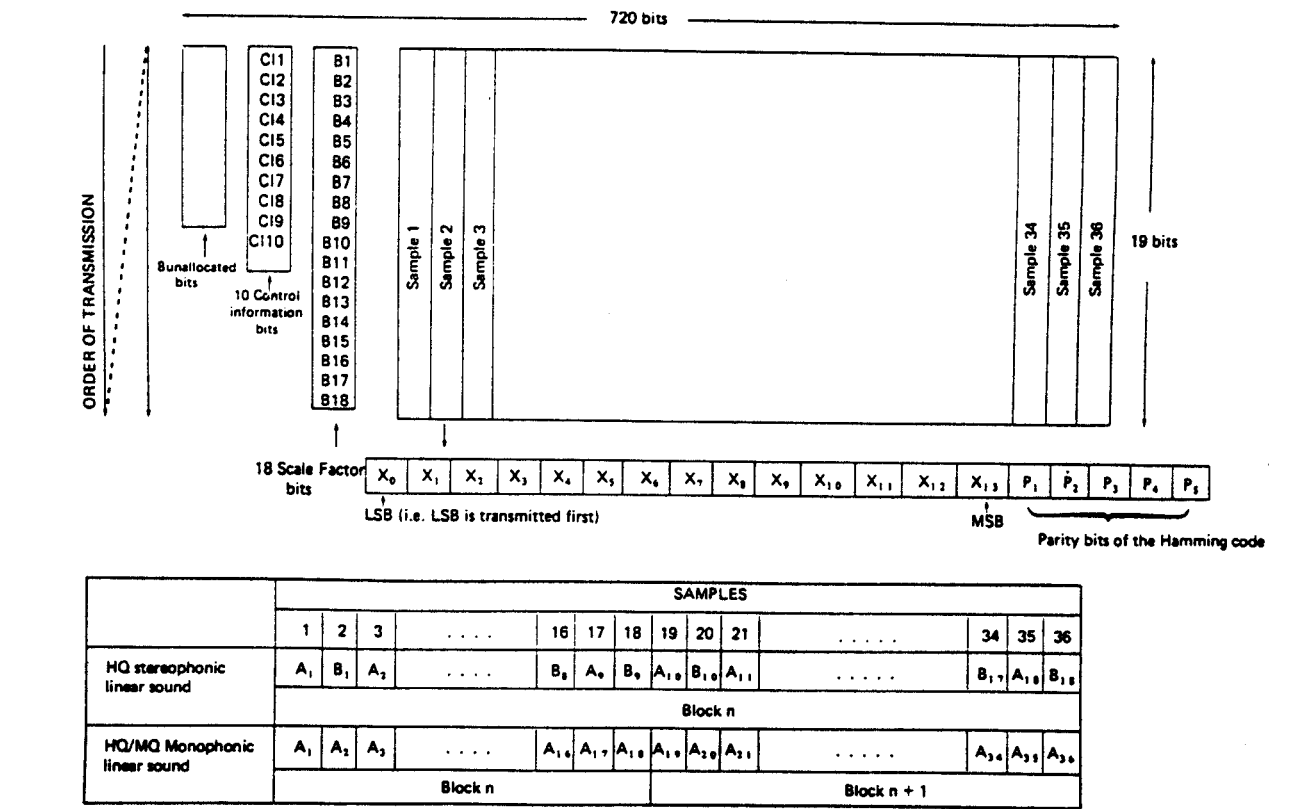 720 bits
ORDER OF TRANSMISSION
CI1
CI2
CI3
CI4
CI5
CI6
CI7
CI8
CI9
CI10
B1
B2
B3
B4
B5
B6
B7
B8
B9
B10
B11
B12
B13
B14
B15
B16
B17
B18
Sample 1
Sample 2
Sample 3
Sample 34
Sample 35
Sample 36
19 bits
8unallocated
bits
10 Control
information
bits
18 Scale Factor
bits
X₀ X₁ X₂ X₃ X₄ X₅ X₆ X₇ X₈ X₉ X₁₀ X₁₁ X₁₂ X₁₃ P₁ P₂ P₃ P₄ P₅
LSB (i.e. LSB is transmitted first)
MSB
Parity bits of the Hamming code
SAMPLES
1 2 3 . . . . 16 17 18 19 20 21 . . . . . 34 35 36
HQ stereophonic
linear sound
A₁ B₁ A₂ . . . . B₈ A₉ B₉ A₁₀ B₁₀ A₁₁ . . . . . B₁₇ A₁₈ B₁₈
Block n
HQ/MQ Monophonic
linear sound
A₁ A₂ A₃ . . . . A₁₆ A₁₇ A₁₈ A₁₉ A₂₀ A₂₁ . . . . . A₃₄ A₃₅ A₃₆
Block n
Block n + 1